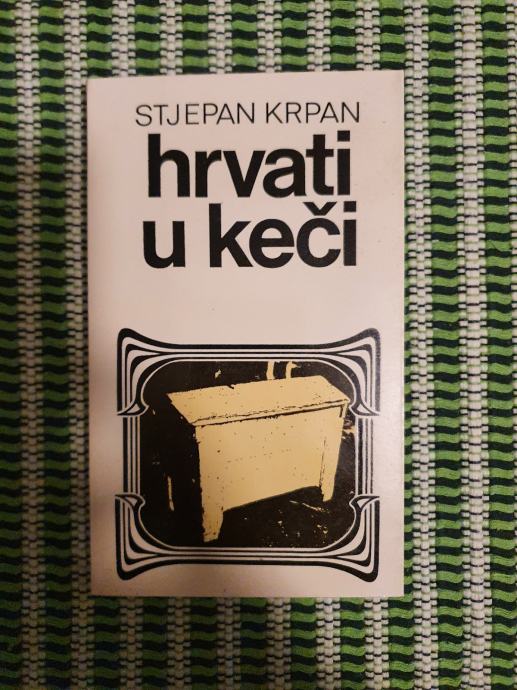 STJEPAN KRPAN
hrvati
u keči